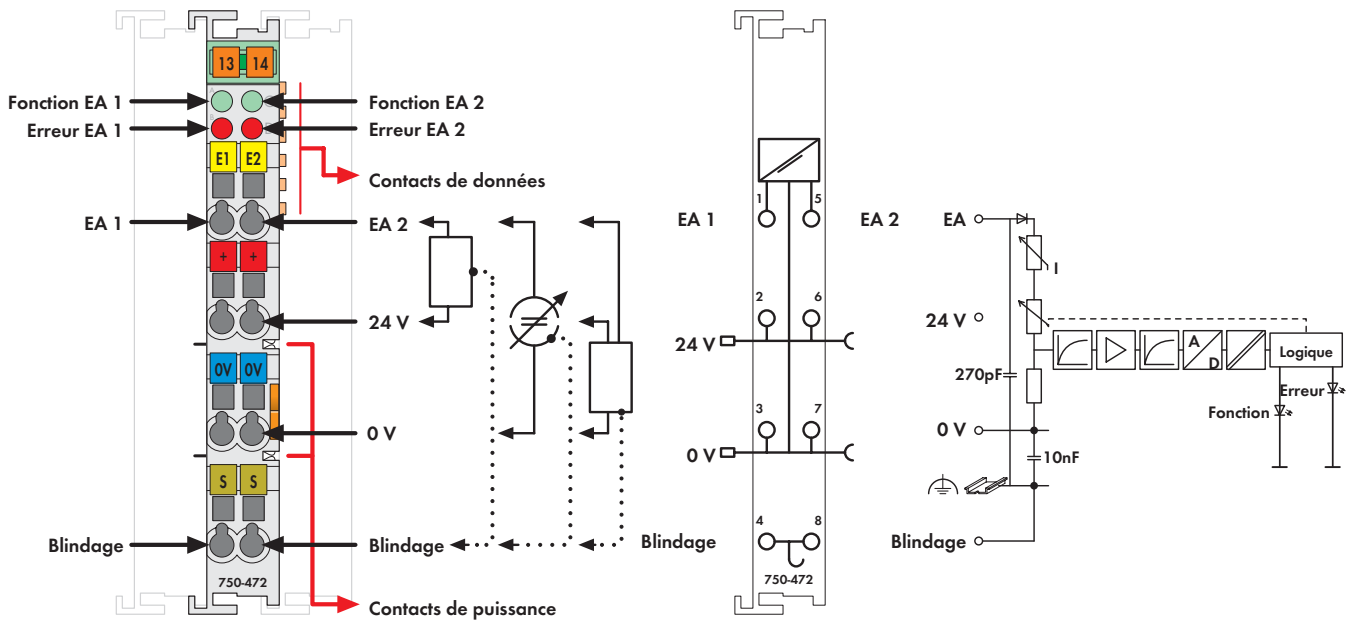 13 14
A C
B D
Fonction EA 1
Fonction EA 2
Erreur EA 1
Erreur EA 2
E1 E2
Contacts de données
EA 1
EA 2
+ +
24 V
0V 0V
0 V
S S
Blindage
Blindage
750-472
Contacts de puissance
1 5
EA 1
EA 2
2 6
24 V
3 7
0 V
4 8
Blindage
750-472
EA
I
24 V
A
D
Logique
270pF
Erreur
Fonction
0 V
10nF
Blindage